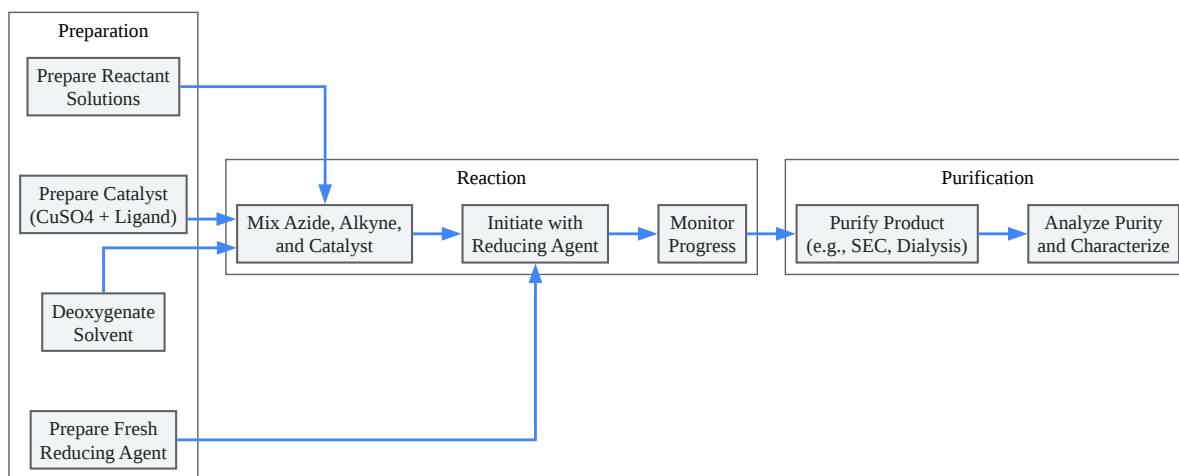 Preparation
Prepare Reactant
Solutions
Prepare Catalyst
(CuSO4 + Ligand)
Deoxygenate
Solvent
Prepare Fresh
Reducing Agent
Reaction
Mix Azide, Alkyne,
and Catalyst
Initiate with
Reducing Agent
Monitor
Progress
Purification
Purify Product
(e.g., SEC, Dialysis)
Analyze Purity
and Characterize